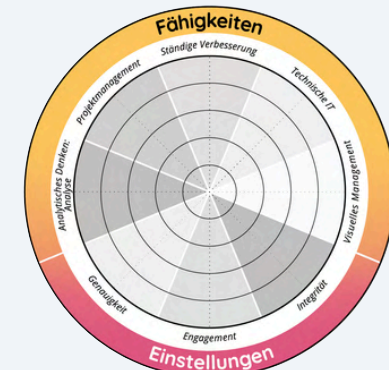 Fähigkeiten
Ständige Verbesserung
Technische IT
Visuelles Management
Integrität
Engagement
Genauigkeit
Analytisches Denken:
Analyse
Projektmanagement
Einstellungen